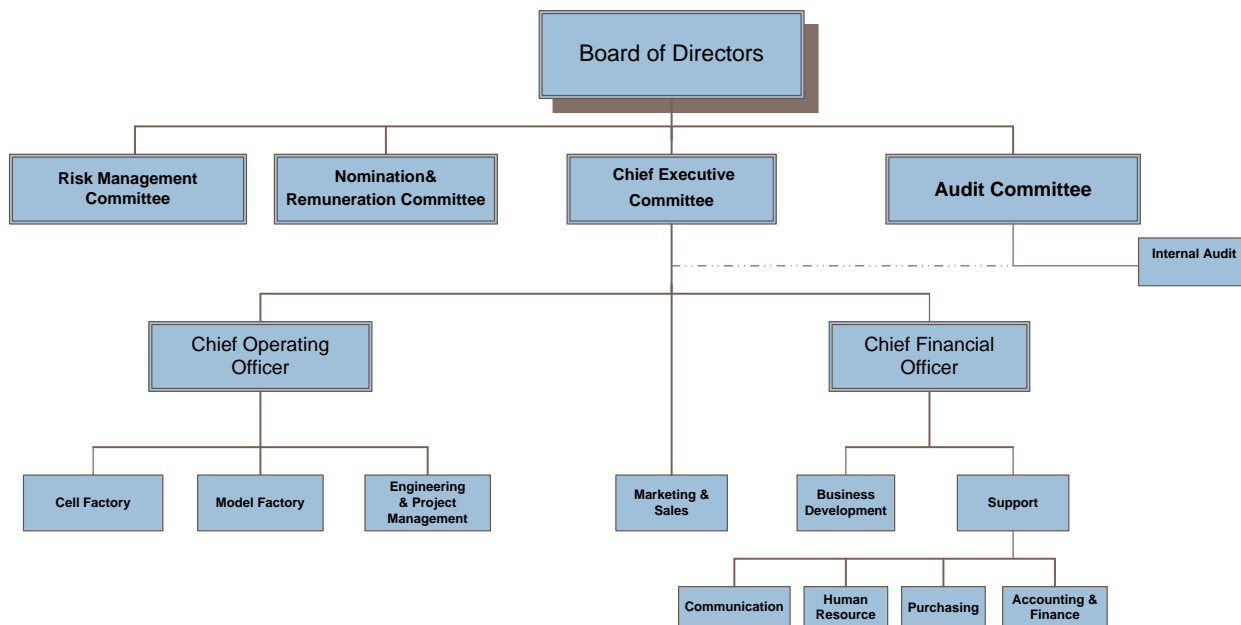 Board of Directors
Risk Management
Committee
Nomination&
Remuneration Committee
Chief Executive
Committee
Audit Committee
Internal Audit
Chief Operating
Officer
Chief Financial
Officer
Cell Factory
Model Factory
Engineering
& Project
Management
Marketing &
Sales
Business
Development
Support
Communication
Human
Resource
Purchasing
Accounting &
Finance